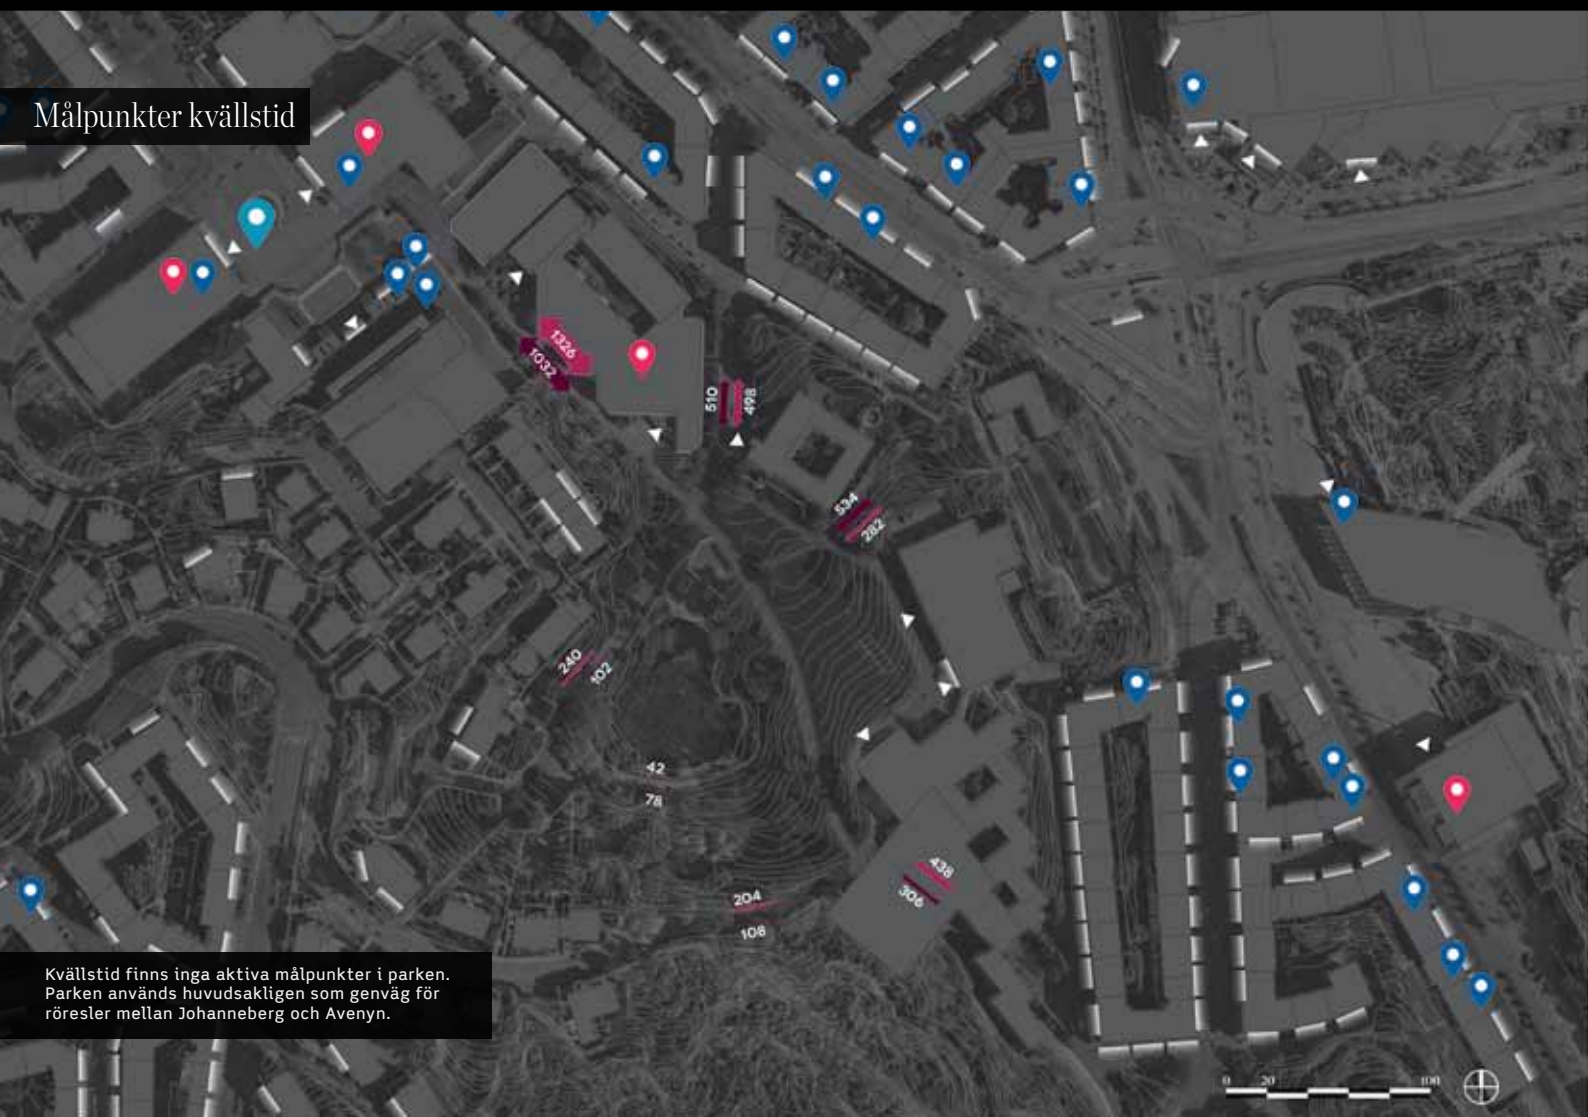 Målpunkter kvällstid
1326
1032
510
498
534
282
240
102
42
78
438
306
204
108
Kvällstid finns inga aktiva målpunkter i parken.
Parken används huvudsakligen som genväg för
röresler mellan Johanneberg och Avenyn.
0 20 100